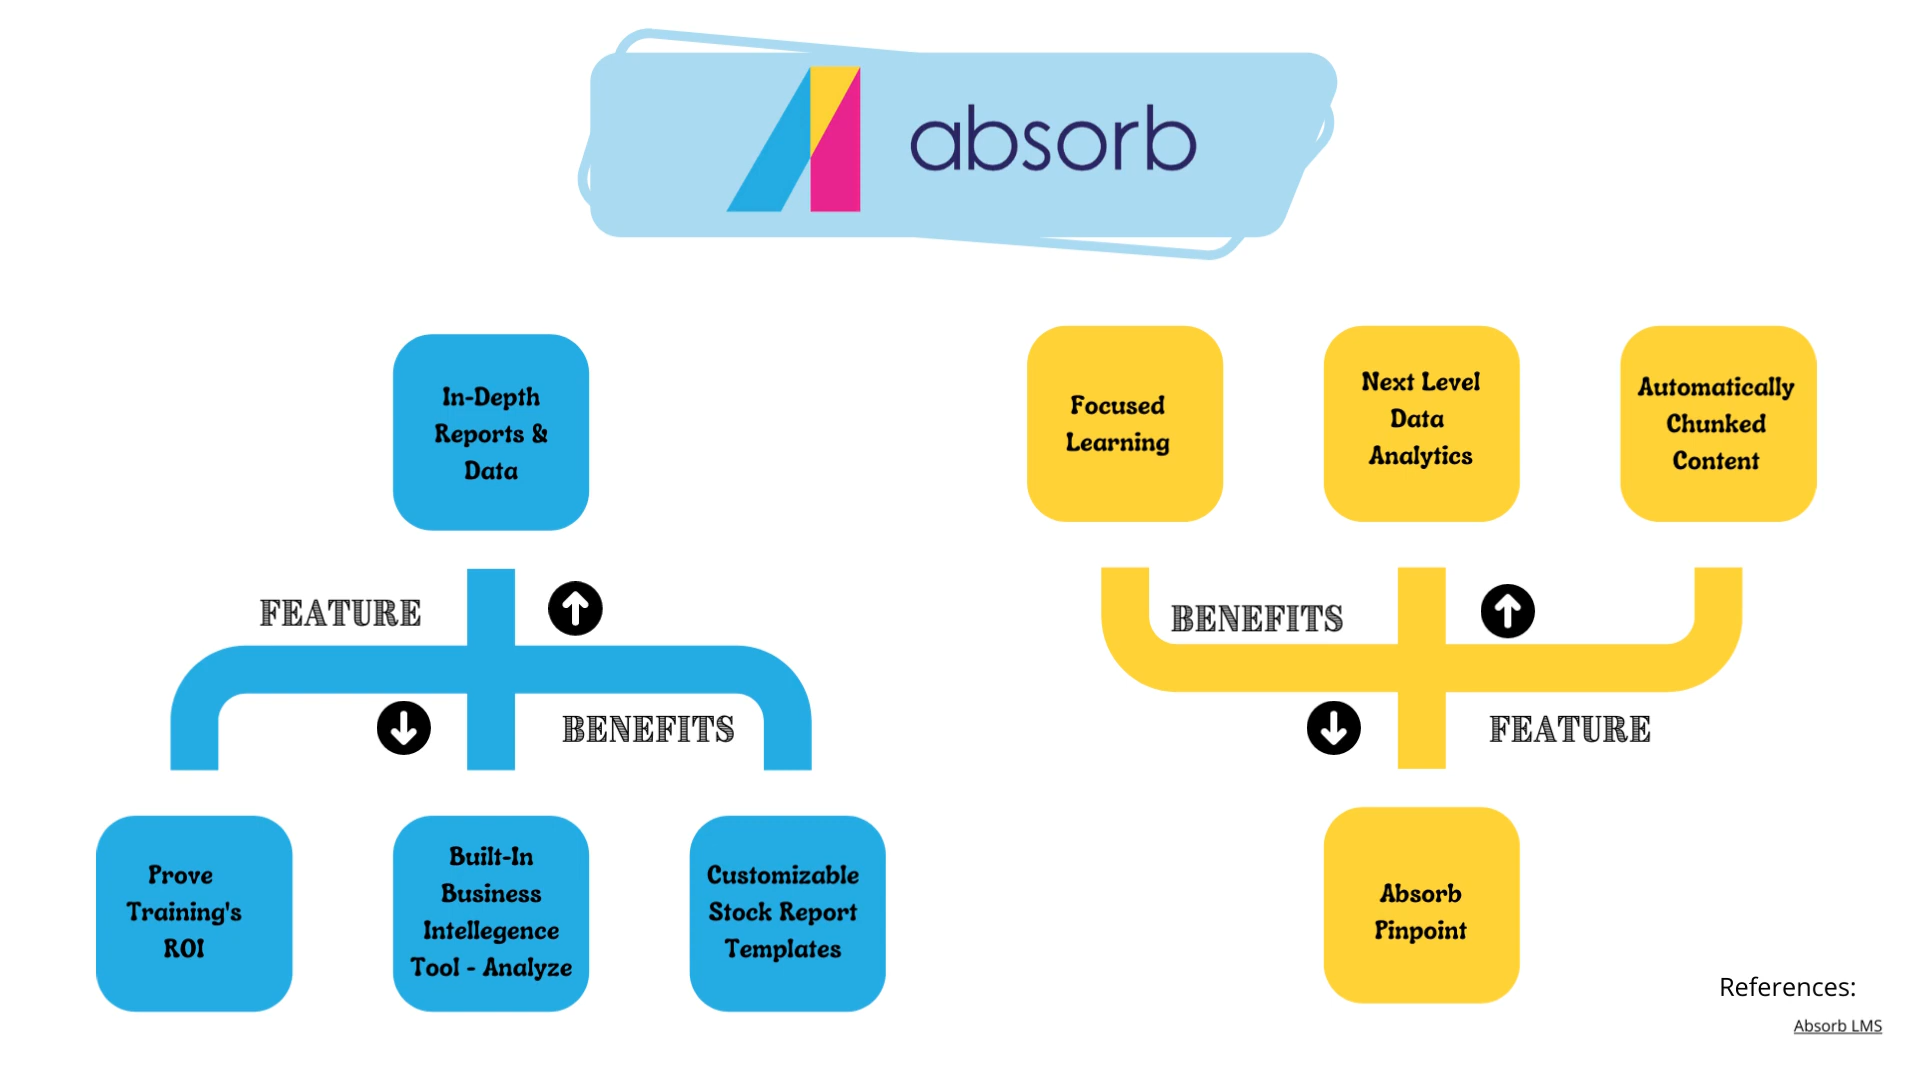 absorb
In-Depth
Reports &
Data
FEATURE
BENEFITS
Prove
Training's
ROI
Built-In
Business
Intellegence
Tool - Analyze
Customizable
Stock Report
Templates
Focused
Learning
Next Level
Data
Analytics
Automatically
Chunked
Content
BENEFITS
FEATURE
Absorb
Pinpoint
References:
Absorb LMS